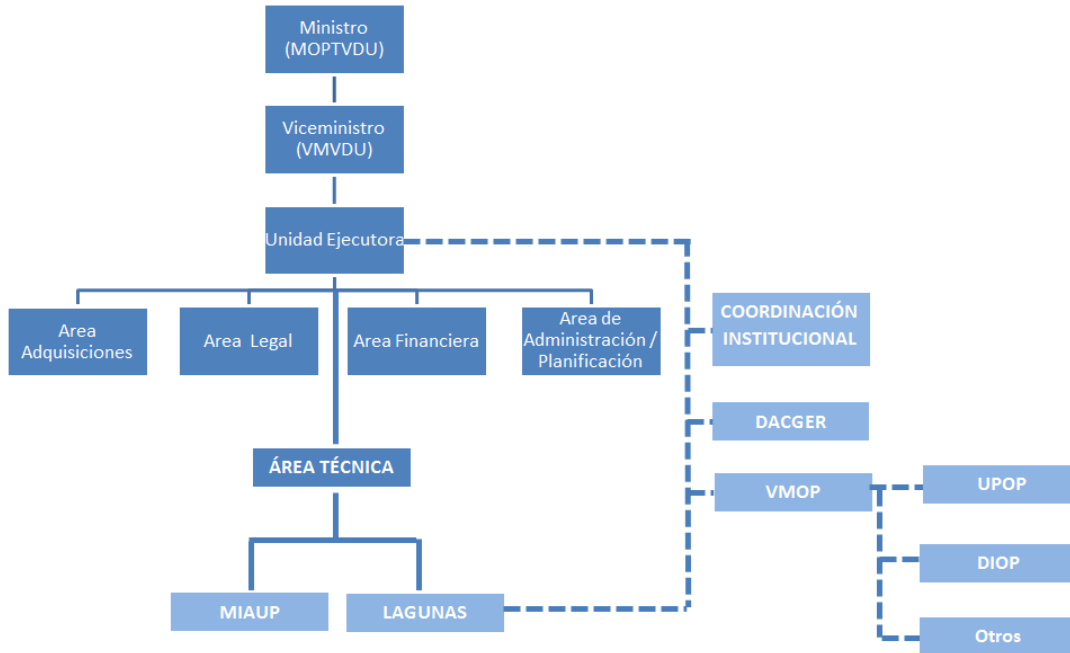 Ministro
(MOPTVDU)
Viceministro
(VMVDU)
Unidad Ejecutora
Area
Adquisiciones
Area Legal
Area Financiera
Area de
Administración /
Planificación
COORDINACIÓN
INSTITUCIONAL
DACGER
ÁREA TÉCNICA
VMOP
UPOP
DIOP
MIAUP
LAGUNAS
Otros